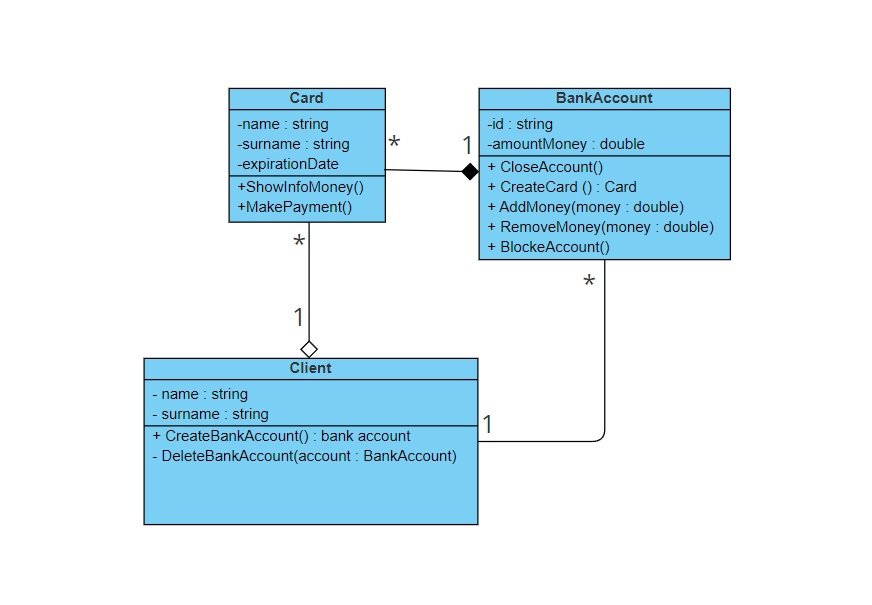 Card
-name : string
-surname : string
-expirationDate
+ShowInfoMoney()
+MakePayment()
BankAccount
-id : string
-amountMoney : double
+ CloseAccount()
+ CreateCard () : Card
+ AddMoney(money : double)
+ RemoveMoney(money : double)
+ BlockeAccount()
*
1
*
1
*
1
Client
- name : string
- surname : string
+ CreateBankAccount() : bank account
- DeleteBankAccount(account : BankAccount)